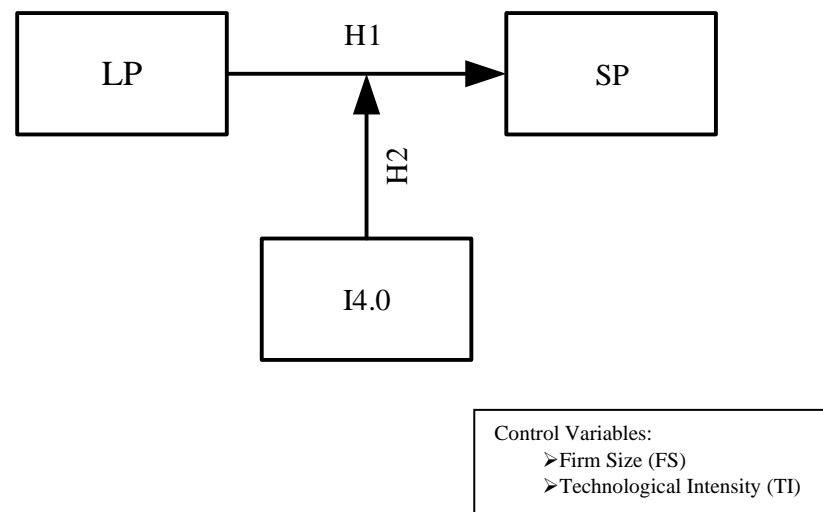 H1
LP
SP
H2
I4.0
Control Variables:
➢Firm Size (FS)
➢Technological Intensity (TI)